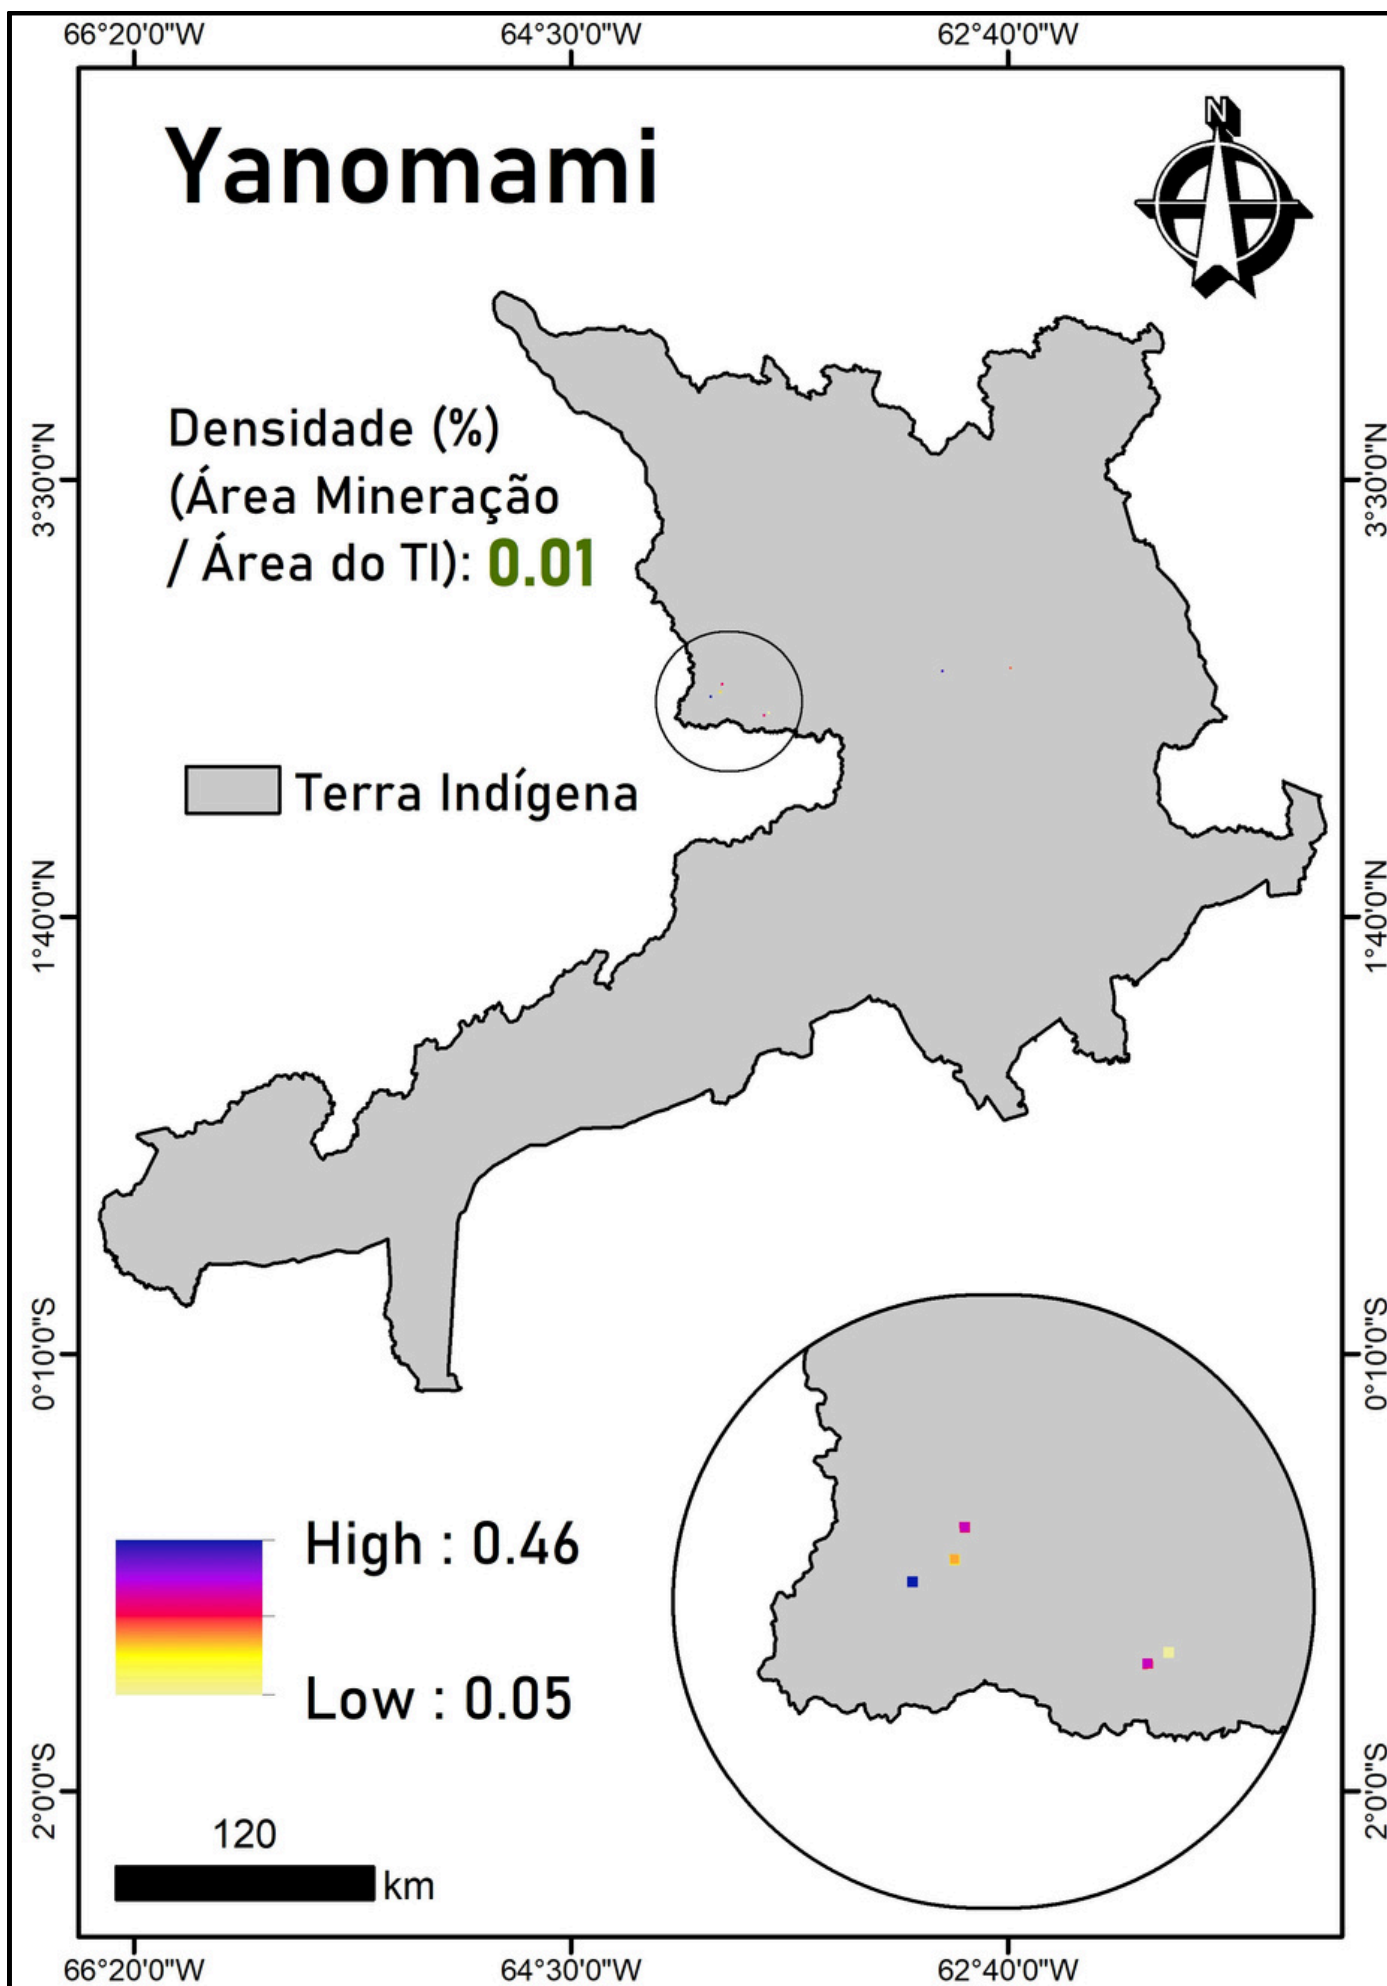 66°20'0"W 64°30'0"W 62°40'0"W
N
Yanomami
Densidade (%)
(Área Mineração
/ Área do TI): 0.01
3°30'0"N
3°30'0"N
Terra Indígena
1°40'0"N
1°40'0"N
0°10'0"S
0°10'0"S
High : 0.46
Low : 0.05
2°0'0"S
2°0'0"S
120
km
66°20'0"W 64°30'0"W 62°40'0"W